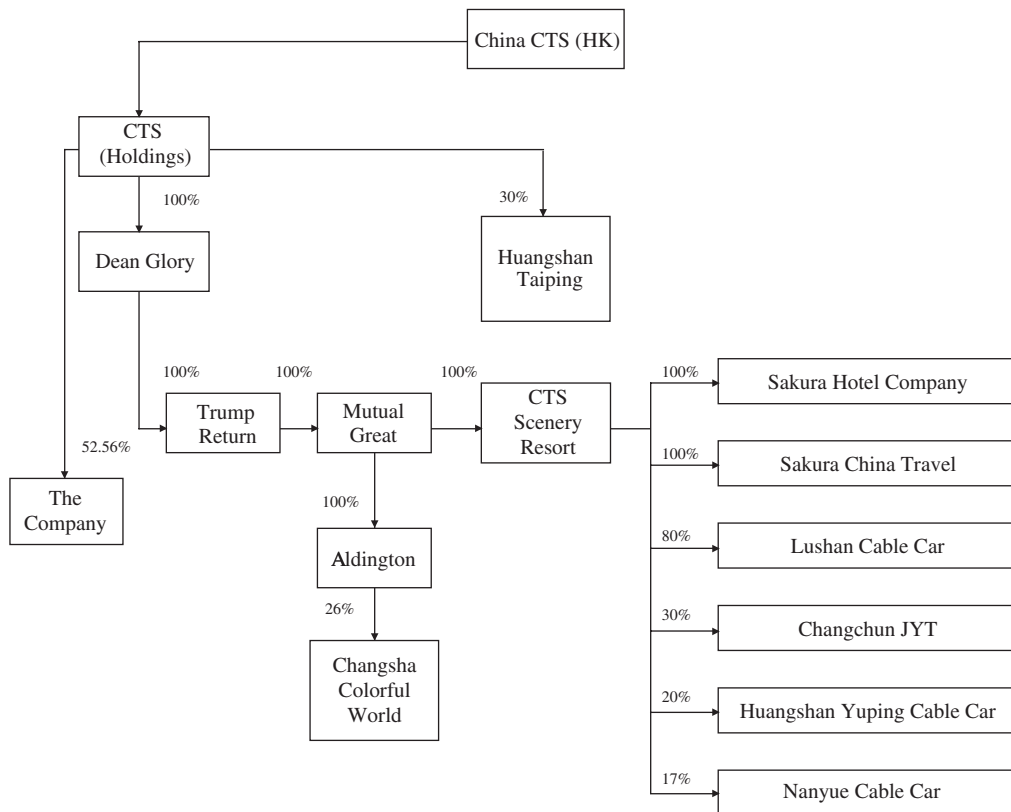 China CTS (HK)
CTS
(Holdings)
100%
30%
Dean Glory
Huangshan
Taiping
100%
100%
100%
100%
Sakura Hotel Company
Trump
Return
Mutual
Great
CTS
Scenery
Resort
52.56%
100%
Sakura China Travel
The
Company
100%
Aldington
80%
Lushan Cable Car
26%
30%
Changchun JYT
Changsha
Colorful
World
20%
Huangshan Yuping Cable Car
17%
Nanyue Cable Car